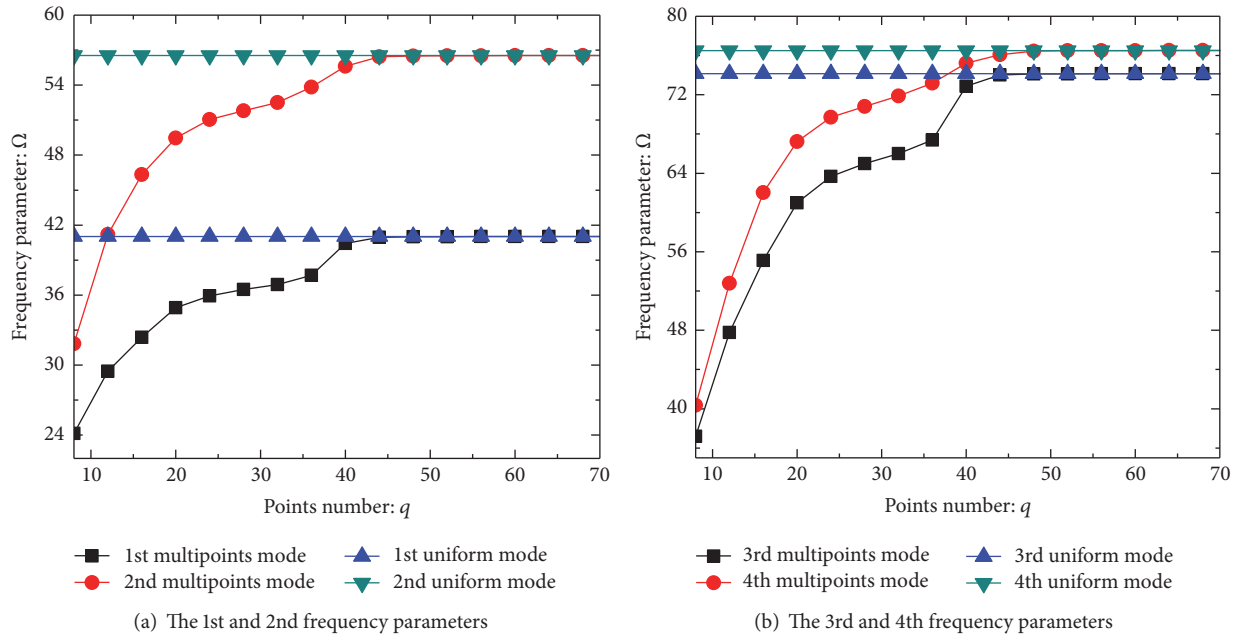 60
54
48
41
36
30
24
Frequency parameter: Ω
10 20 30 40 50 60 70
Points number: q
1st multipoints mode
2nd multipoints mode
1st uniform mode
2nd uniform mode
(a) The 1st and 2nd frequency parameters
80
72
64
56
48
40
Frequency parameter: Ω
10 20 30 40 50 60 70
Points number: q
3rd multipoints mode
4th multipoints mode
3rd uniform mode
4th uniform mode
(b) The 3rd and 4th frequency parameters